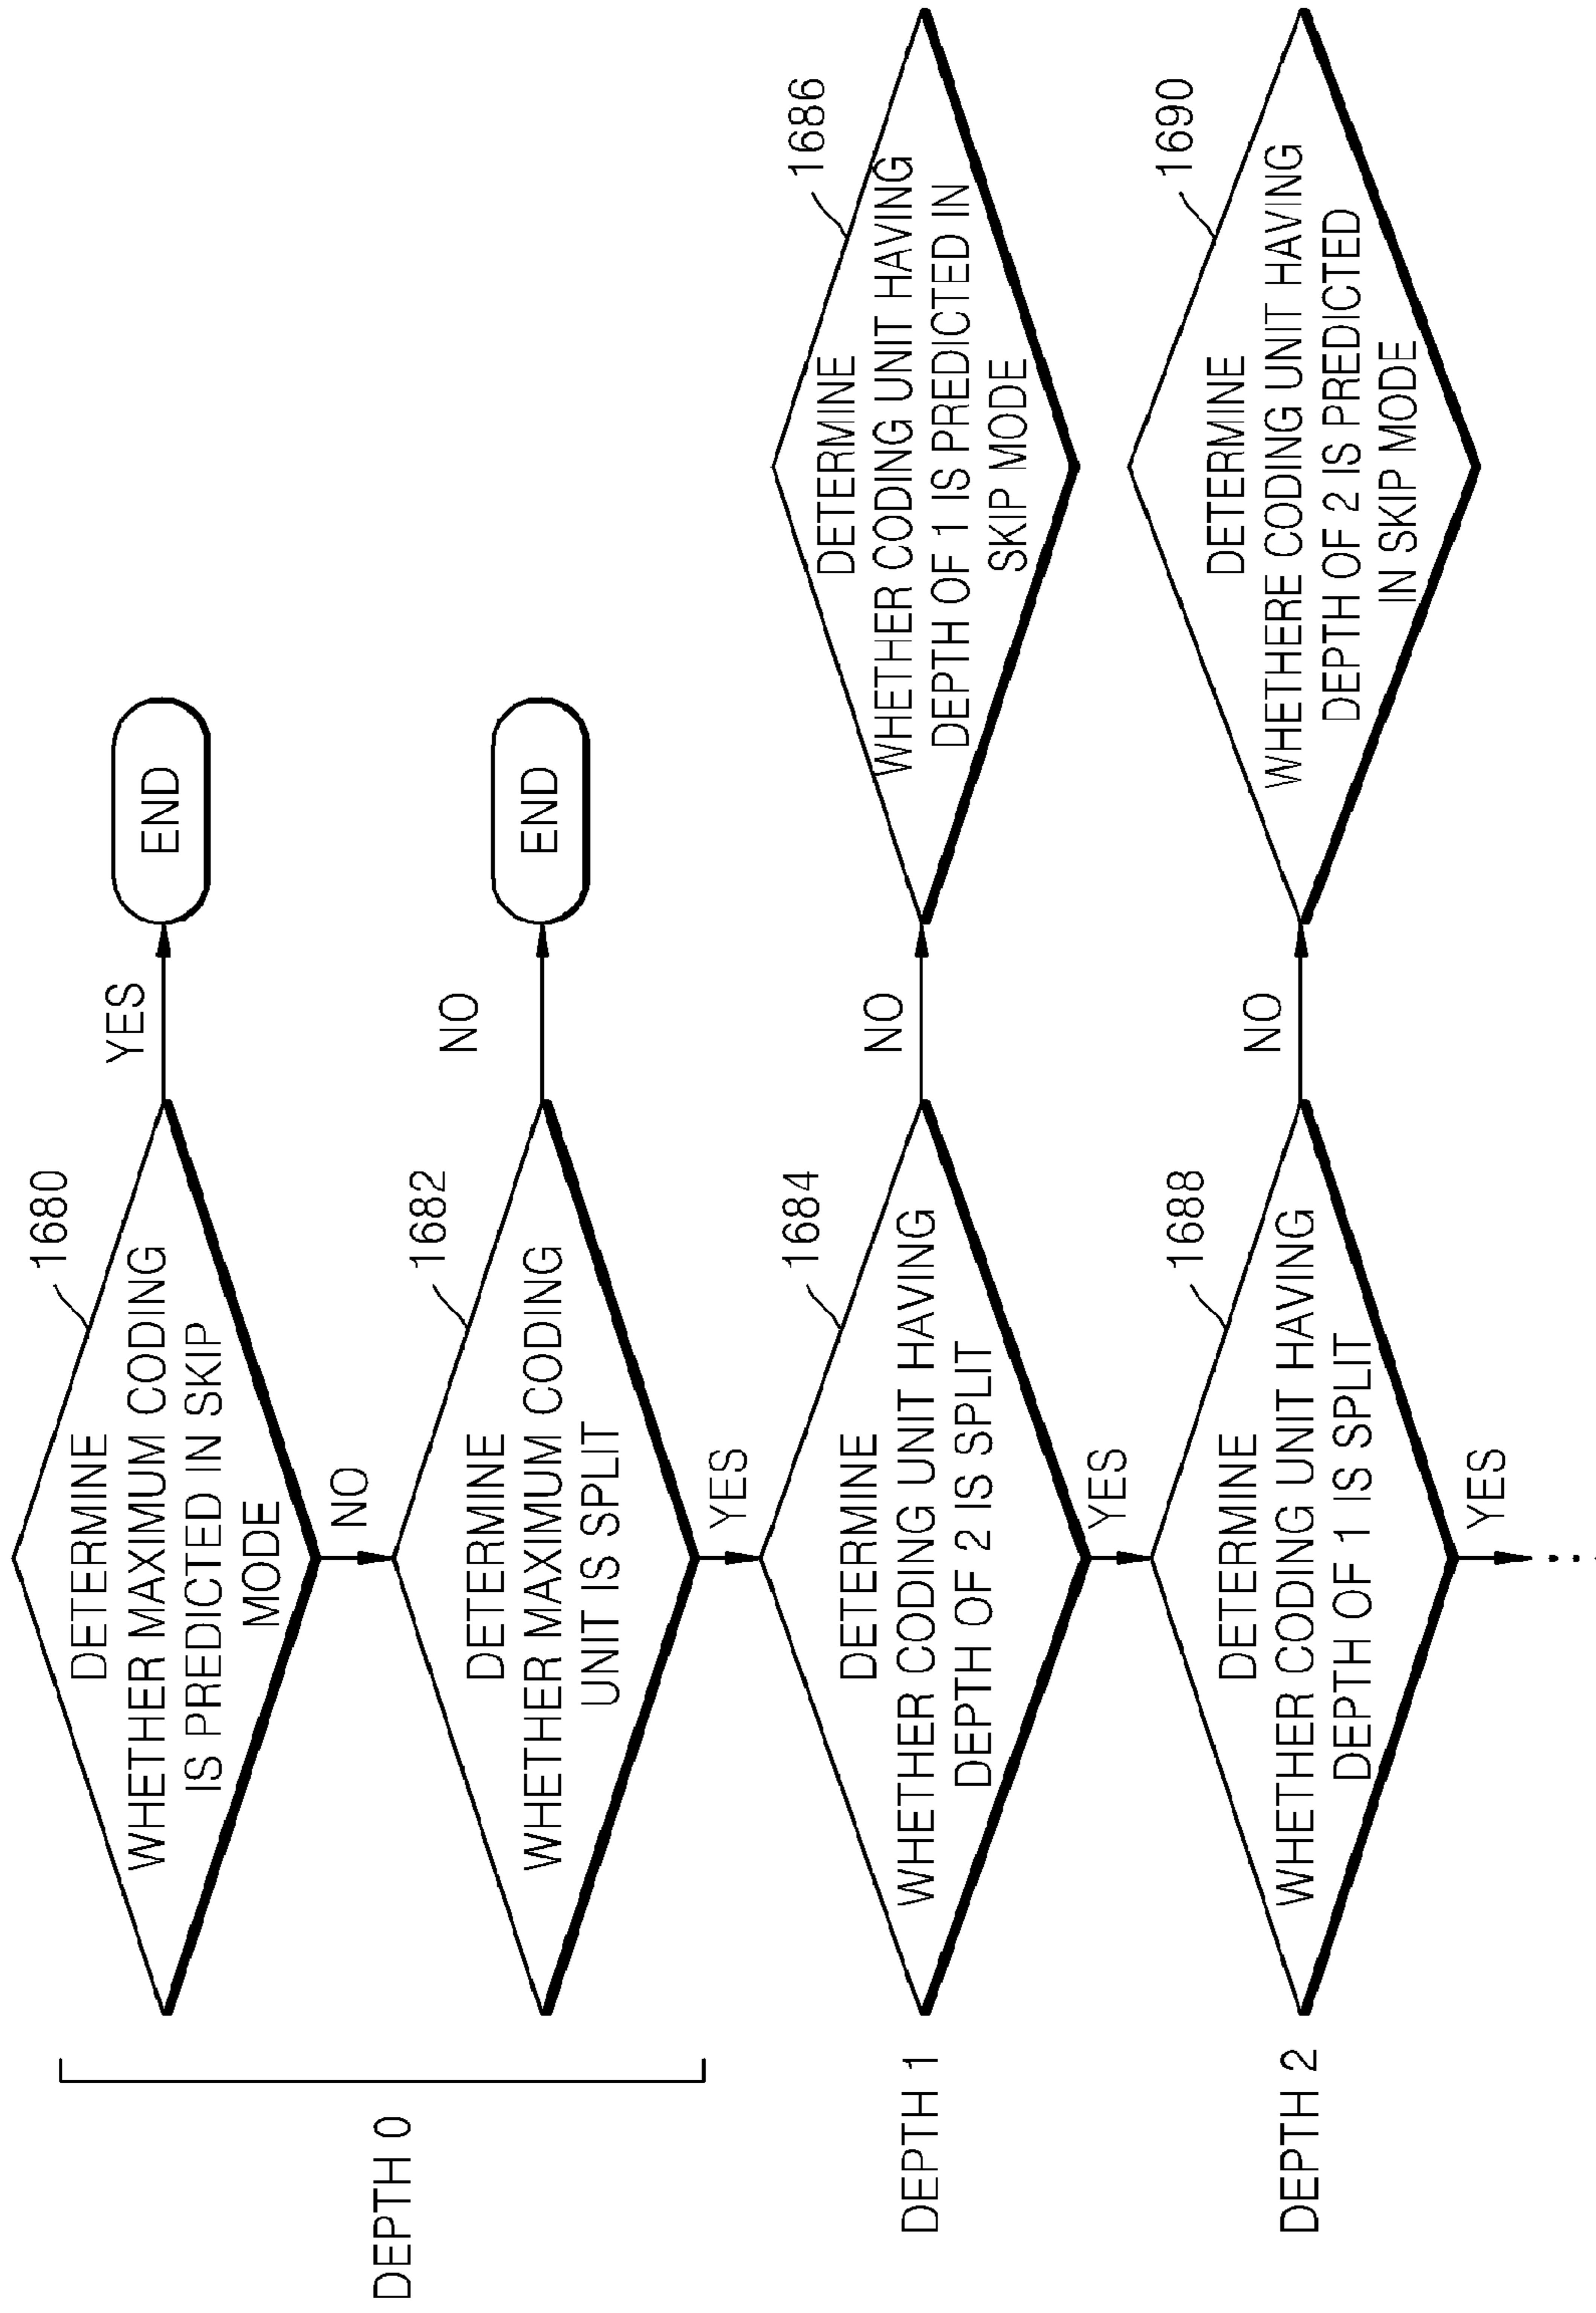 1680
DETERMINE
WHETHER MAXIMUM CODING
IS PREDICTED IN SKIP
MODE
YES
END
NO
DEPTH 0
1682
DETERMINE
WHETHER MAXIMUM CODING
UNIT IS SPLIT
NO
END
YES
DEPTH 1
1684
DETERMINE
WHETHER CODING UNIT HAVING
DEPTH OF 2 IS SPLIT
NO
1686
DETERMINE
WHETHER CODING UNIT HAVING
DEPTH OF 1 IS PREDICTED IN
SKIP MODE
YES
DEPTH 2
1688
DETERMINE
WHETHER CODING UNIT HAVING
DEPTH OF 1 IS SPLIT
NO
1690
DETERMINE
WHETHERE CODING UNIT HAVING
DEPTH OF 2 IS PREDICTED
IN SKIP MODE
YES